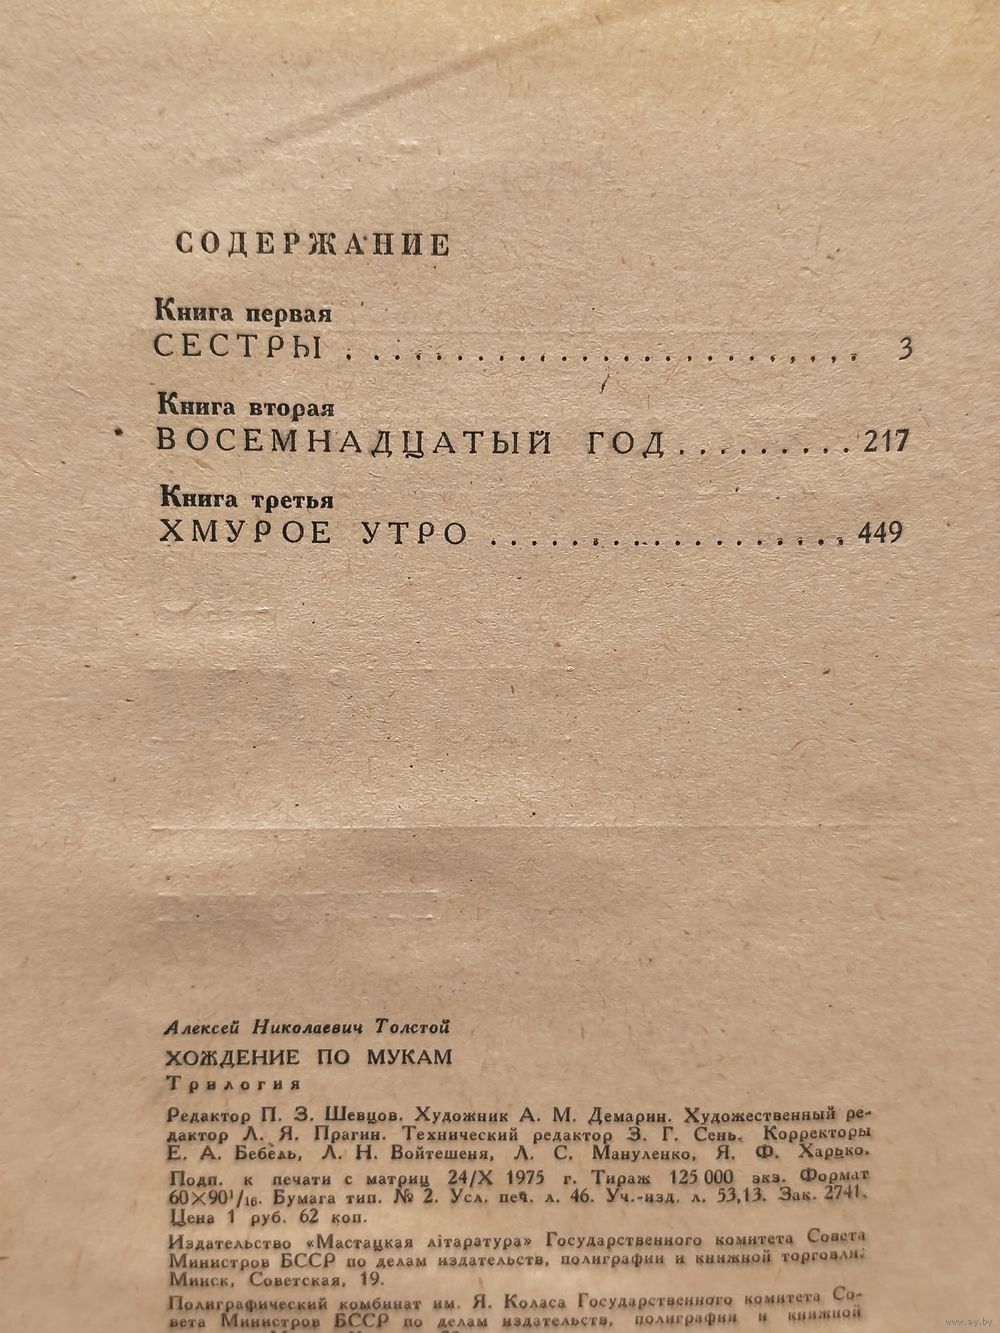 СОДЕРЖАНИЕ
Книга первая
СЕСТРЫ . . . . . . . . . . . . . . . . . . . . . . . . . 3
Книга вторая
ВОСЕМНАДЦАТЫЙ ГОД . . . . . . . . . 217
Книга третья
ХМУРОЕ УТРО . . . . . . . . . . . . . . . . . . 449
Алексей Николаевич Толстой
ХОЖДЕНИЕ ПО МУКАМ
Трилогия
Редактор П. З. Шевцов. Художник А. М. Демарин. Художественный ре-
дактор Л. Я. Прагин. Технический редактор З. Г. Сень. Корректоры
Е. А. Бебель, Л. Н. Войтешеня, Л. С. Мануленко, Я. Ф. Харько.
Подп. к печати с матриц 24/X 1975 г. Тираж 125 000 экз. Формат
60×90¹/₁₆. Бумага тип. № 2. Усл. печ. л. 46. Уч.-изд. л. 53,13. Зак. 2741.
Цена 1 руб. 62 коп.
Издательство «Мастацкая літаратура» Государственного комитета Совета
Министров БССР по делам издательств, полиграфии и книжной торговли.
Минск, Советская, 19.
Полиграфический комбинат им. Я. Коласа Государственного комитета Со-
вета Министров БССР по делам издательств, полиграфии и книжной
www.ay.by